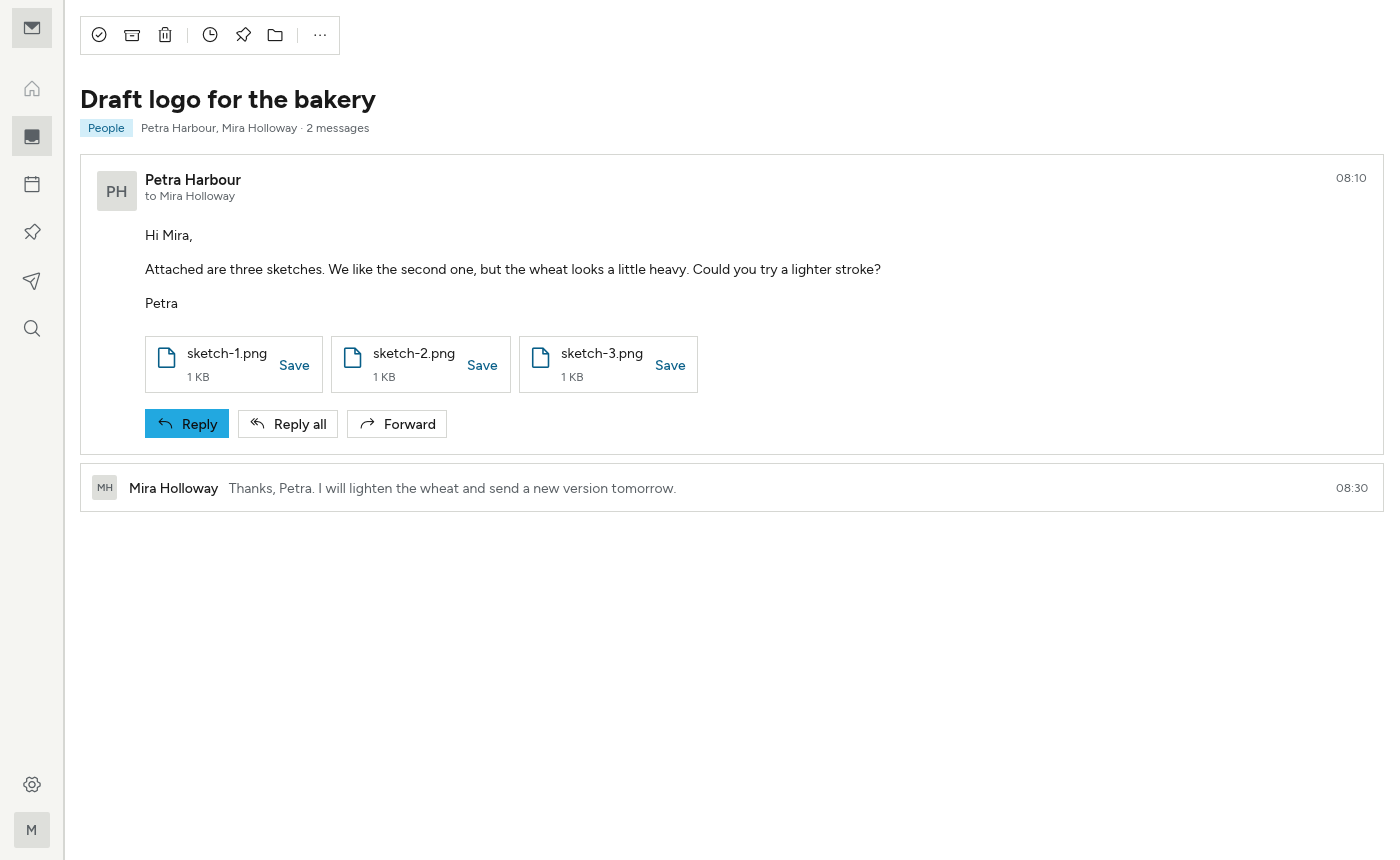 Draft logo for the bakery
People Petra Harbour, Mira Holloway · 2 messages
PH Petra Harbour 08:10
to Mira Holloway
Hi Mira,
Attached are three sketches. We like the second one, but the wheat looks a little heavy. Could you try a lighter stroke?
Petra
sketch-1.png Save sketch-2.png Save sketch-3.png Save
1 KB 1 KB 1 KB
Reply Reply all Forward
MH Mira Holloway Thanks, Petra. I will lighten the wheat and send a new version tomorrow. 08:30
M